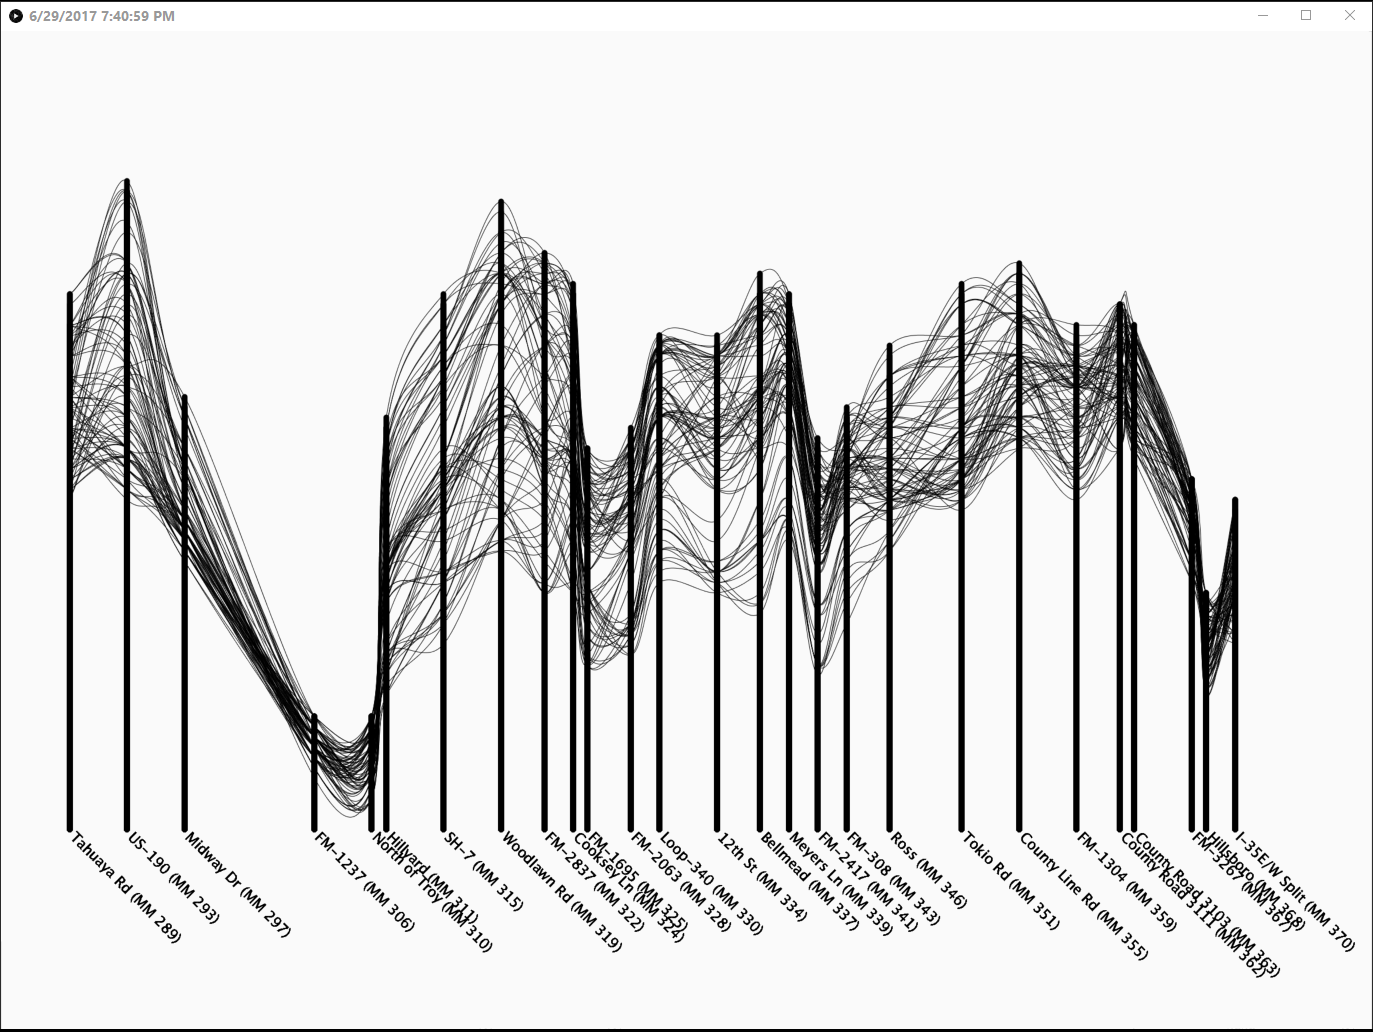 6/29/2017 7:40:59 PM
Tahuaya Rd (MM 289)
US-190 (MM 293)
Midway Dr (MM 297)
FM-1237 (MM 306)
North of Troy (MM 310)
Hillyard (MM 311)
SH-7 (MM 315)
Woodlawn Rd (MM 319)
FM-2837 (MM 322)
Cooksey Ln (MM 324)
FM-1695 (MM 325)
FM-2063 (MM 328)
Loop-340 (MM 330)
12th St (MM 334)
Bellmead (MM 337)
Meyers Ln (MM 339)
FM-2417 (MM 341)
FM-308 (MM 343)
Ross (MM 346)
Tokio Rd (MM 351)
County Line Rd (MM 355)
FM-1304 (MM 359)
County Road 3111 (MM 362)
County Road 3103 (MM 363)
FM-3267 (MM 367)
Hillsboro (MM 368)
I-35E/W Split (MM 370)